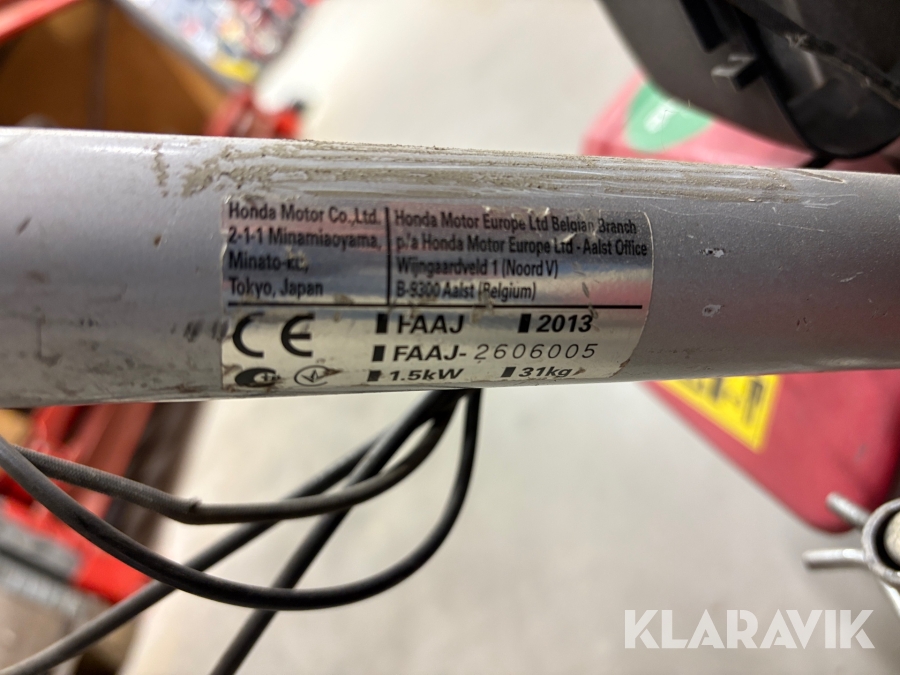 Honda Motor Co.,Ltd.
2-1-1 Minamiaoyama,
Minato-ku,
Tokyo, Japan
Honda Motor Europe Ltd Belgian Branch
p/a Honda Motor Europe Ltd - Aalst Office
Wijngaardveld 1 (Noord V)
B-9300 Aalst (Belgium)
CE
FAAJ 2013
FAAJ-2606005
1.5kW 31kg
KLARAVIK